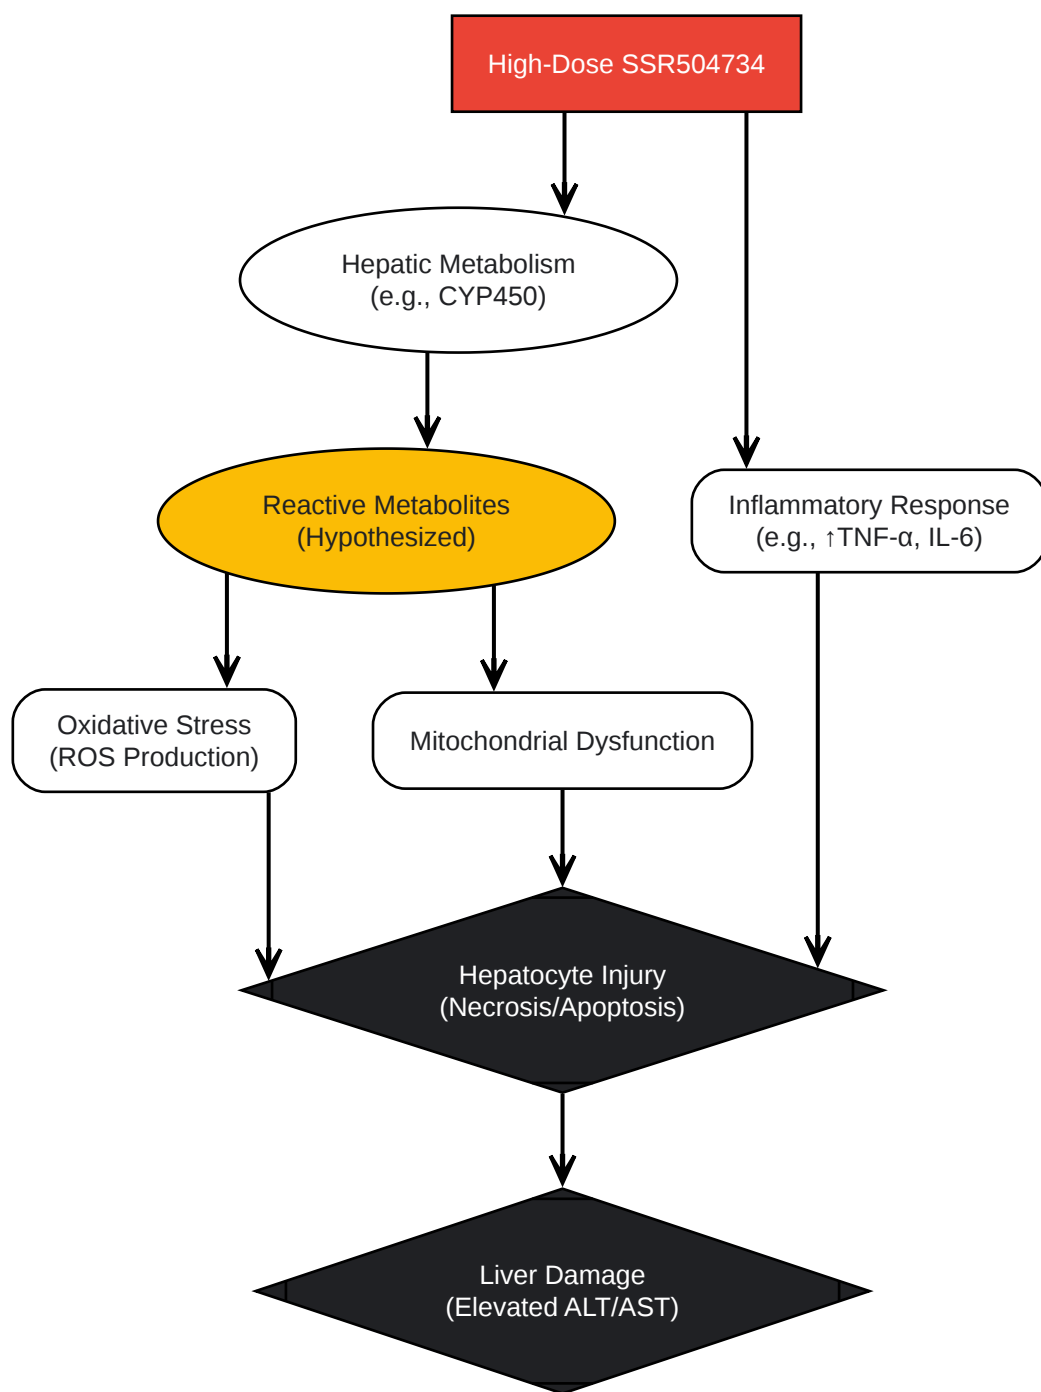 High-Dose SSR504734
Hepatic Metabolism
(e.g., CYP450)
Reactive Metabolites
(Hypothesized)
Inflammatory Response
(e.g., ↑TNF-α, IL-6)
Oxidative Stress
(ROS Production)
Mitochondrial Dysfunction
Hepatocyte Injury
(Necrosis/Apoptosis)
Liver Damage
(Elevated ALT/AST)